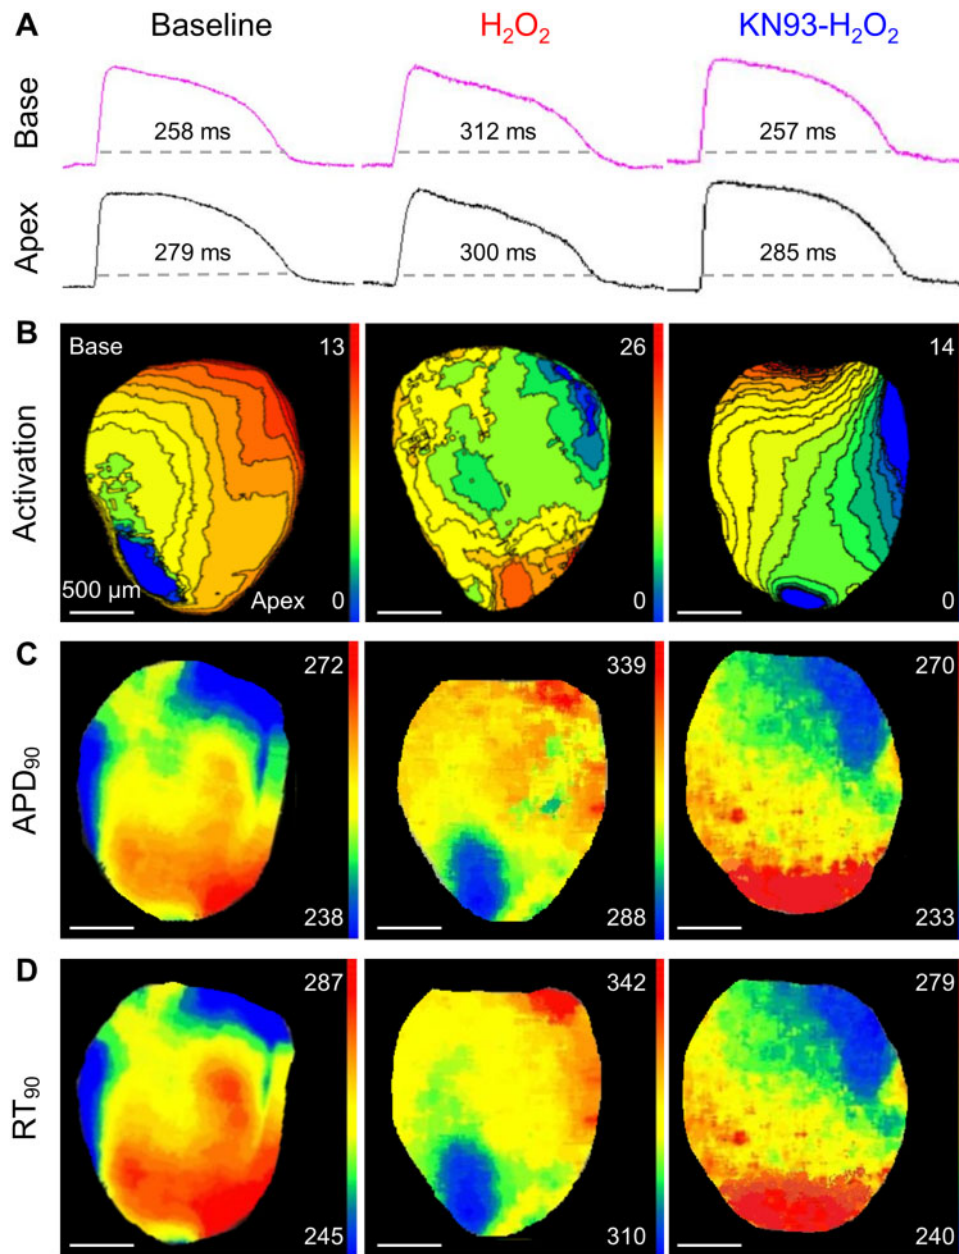 A Baseline H₂O₂ KN93-H₂O₂
Base 258 ms 312 ms 257 ms
Apex 279 ms 300 ms 285 ms
B Base 13 26 14
Activation
500 µm Apex 0 0 0
C 272 339 270
APD₉₀
238 288 233
D 287 342 279
RT₉₀
245 310 240